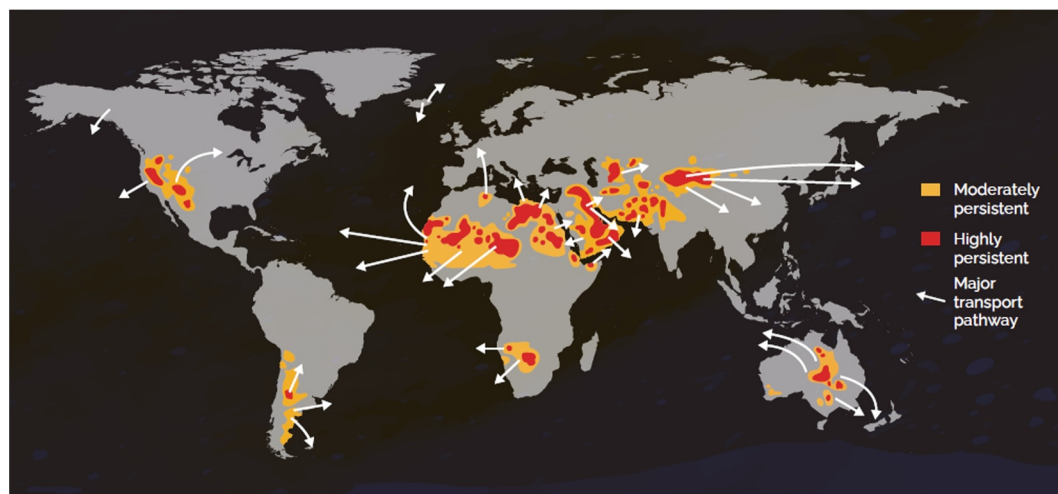 Moderately
persistent
Highly
persistent
Major
transport
pathway